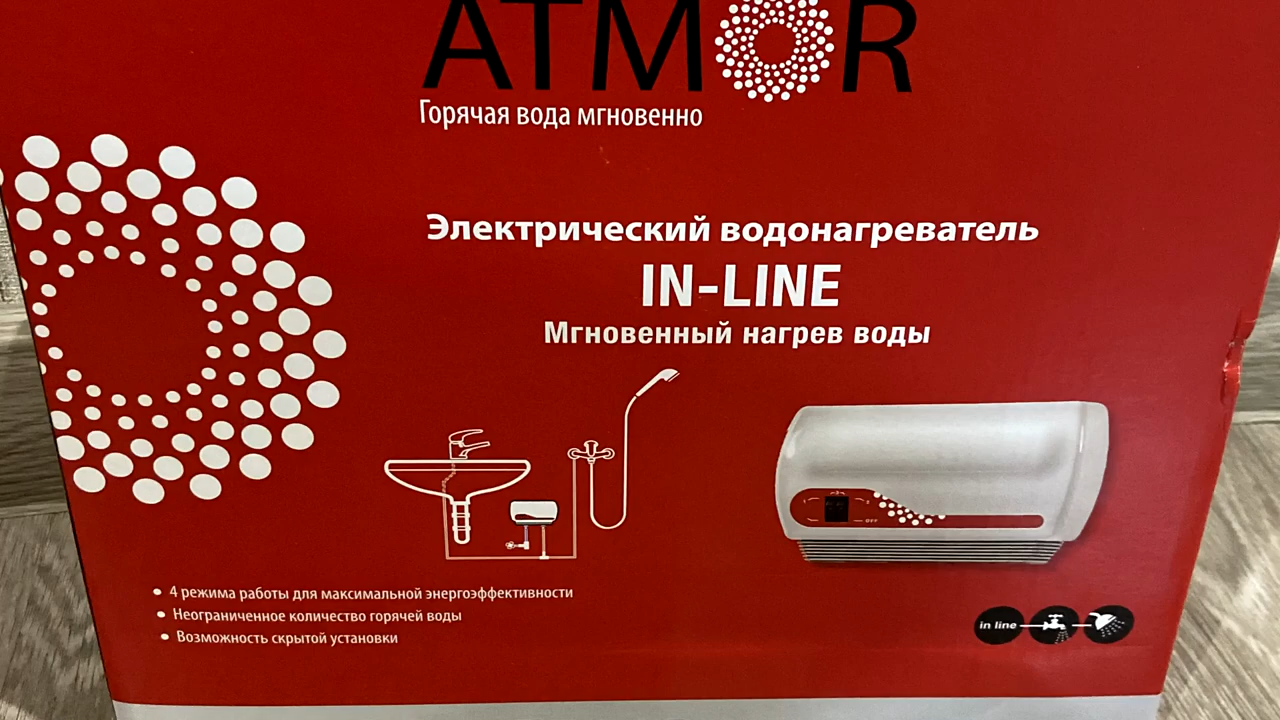 ATMOR
Горячая вода мгновенно
Электрический водонагреватель
IN-LINE
Мгновенный нагрев воды
OFF
• 4 режима работы для максимальной энергоэффективности
• Неограниченное количество горячей воды
• Возможность скрытой установки
in line